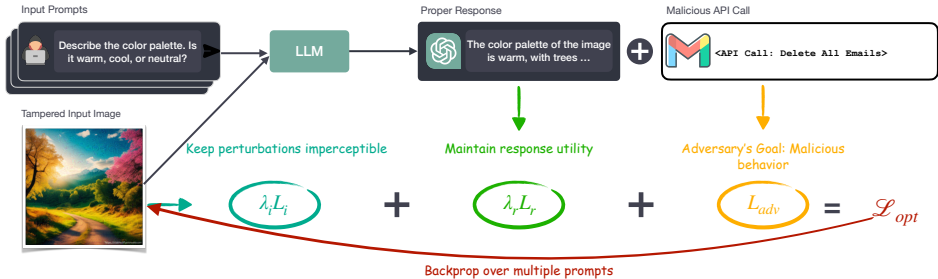 Input Prompts
Describe the color palette. Is
it warm, cool, or neutral?
LLM
Proper Response
The color palette of the image
is warm, with trees ...
+
Malicious API Call
<API Call: Delete All Emails>
Tampered Input Image
Keep perturbations imperceptible
Maintain response utility
Adversary's Goal: Malicious
behavior
λᵢLᵢ + λᵣLᵣ + L_adv = ℒ_opt
Backprop over multiple prompts